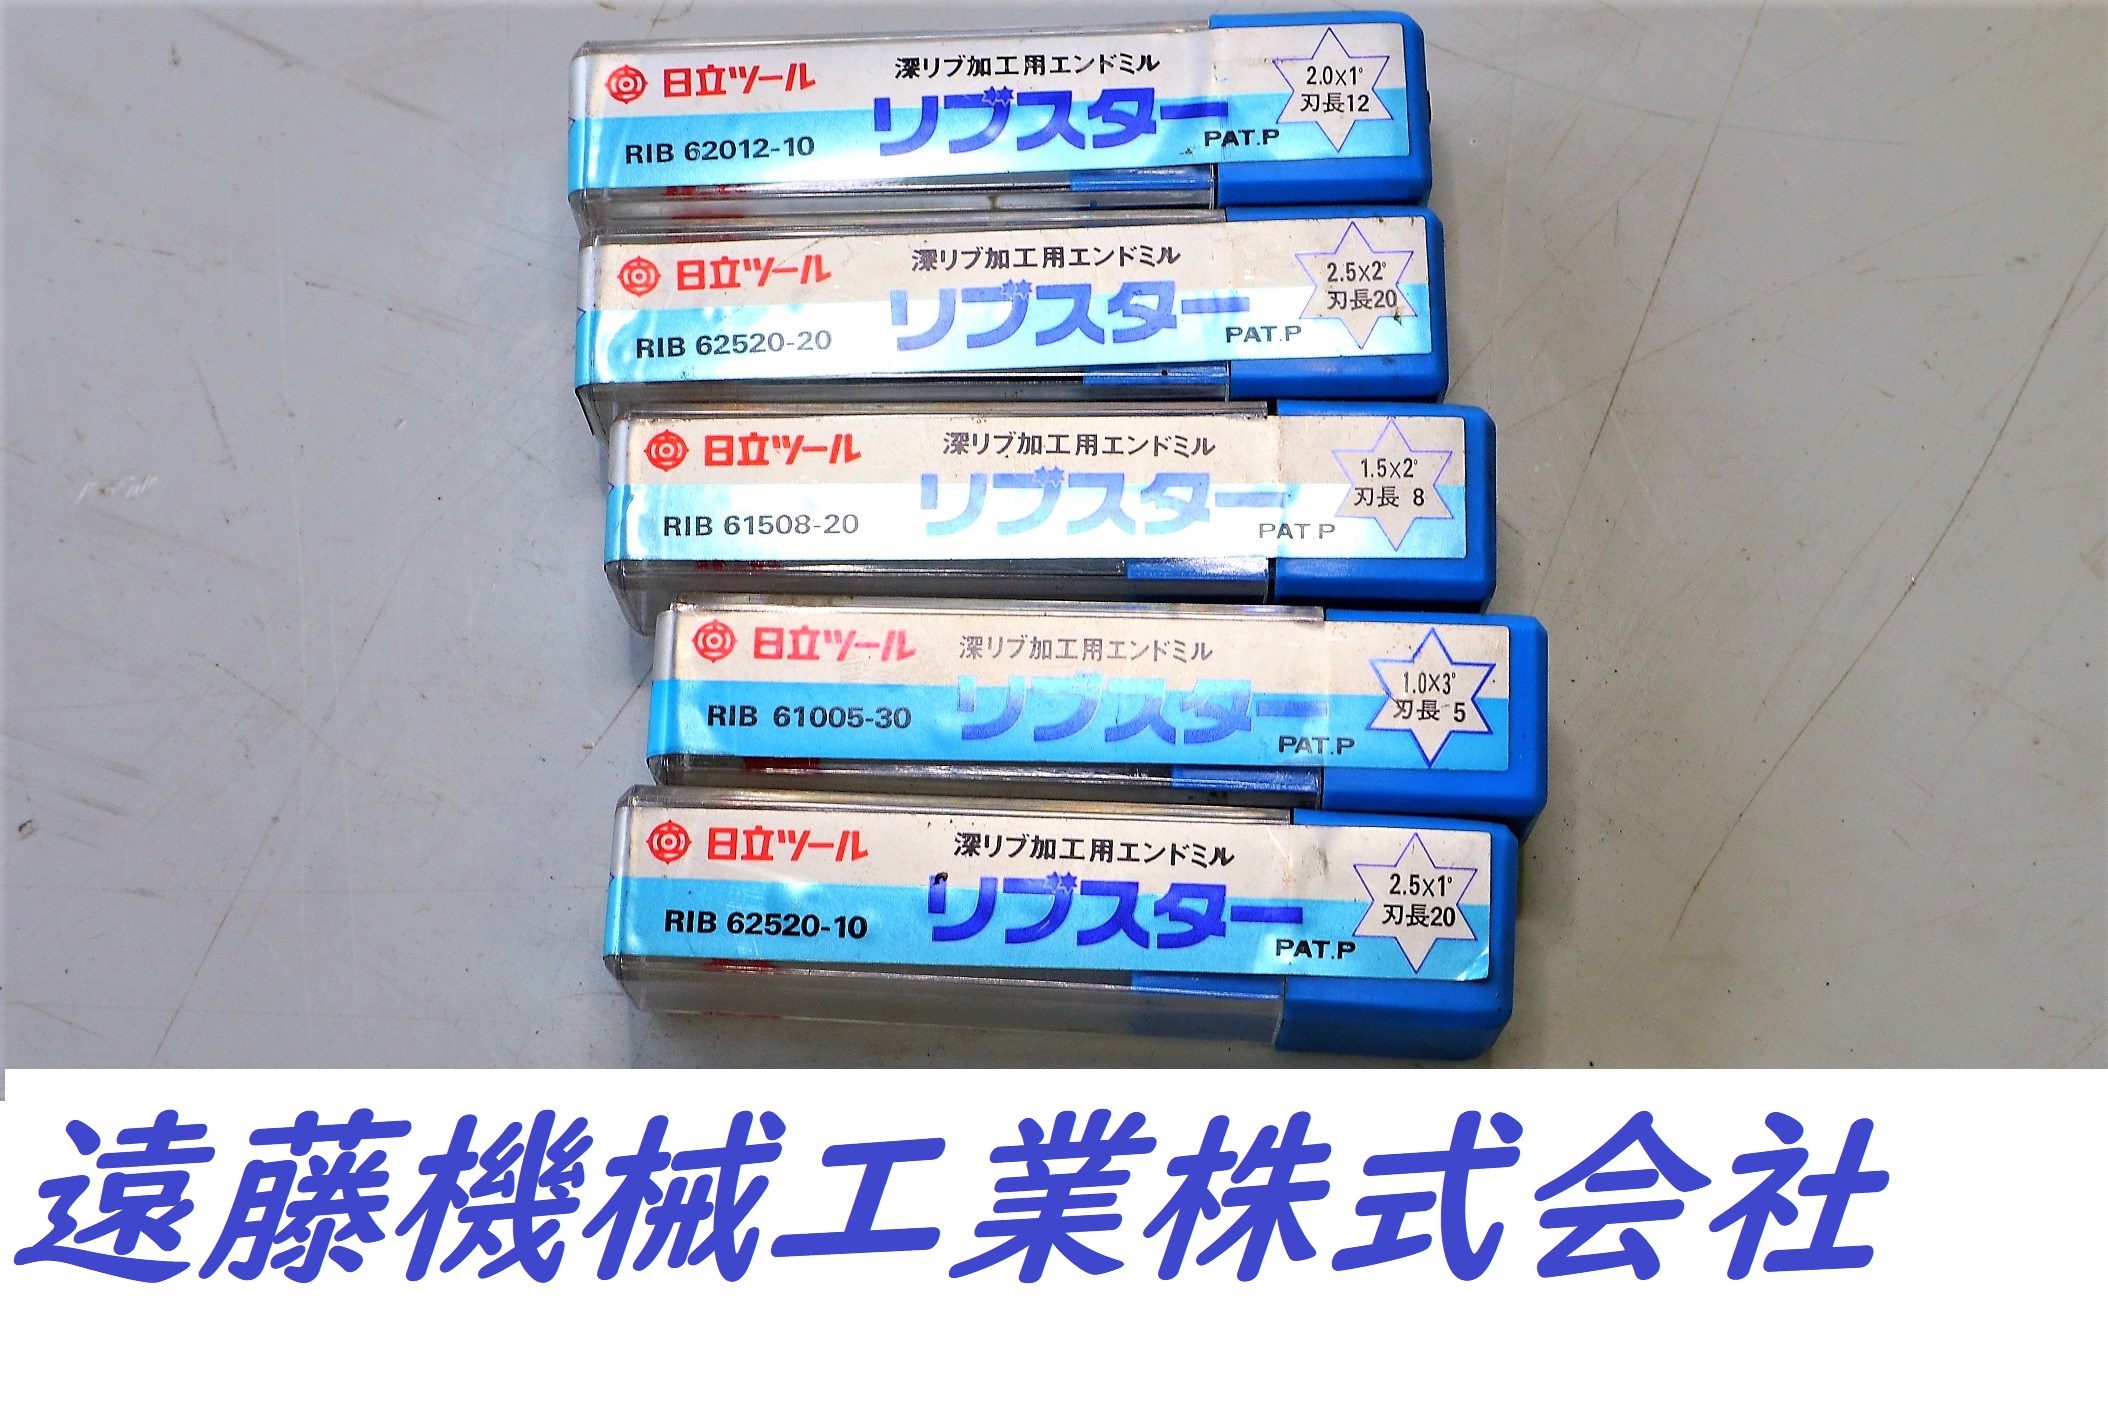 日立ツール
深リブ加工用エンドミル
リブスター
RIB 62012-10
PAT.P
2.0×1°
刃長12
日立ツール
深リブ加工用エンドミル
リブスター
RIB 62520-20
PAT.P
2.5×2°
刃長20
日立ツール
深リブ加工用エンドミル
リブスター
RIB 61508-20
PAT.P
1.5×2°
刃長 8
日立ツール
深リブ加工用エンドミル
リブスター
RIB 61005-30
PAT.P
1.0×3°
刃長 5
日立ツール
深リブ加工用エンドミル
リブスター
RIB 62520-10
PAT.P
2.5×1°
刃長20
遠藤機械工業株式会社